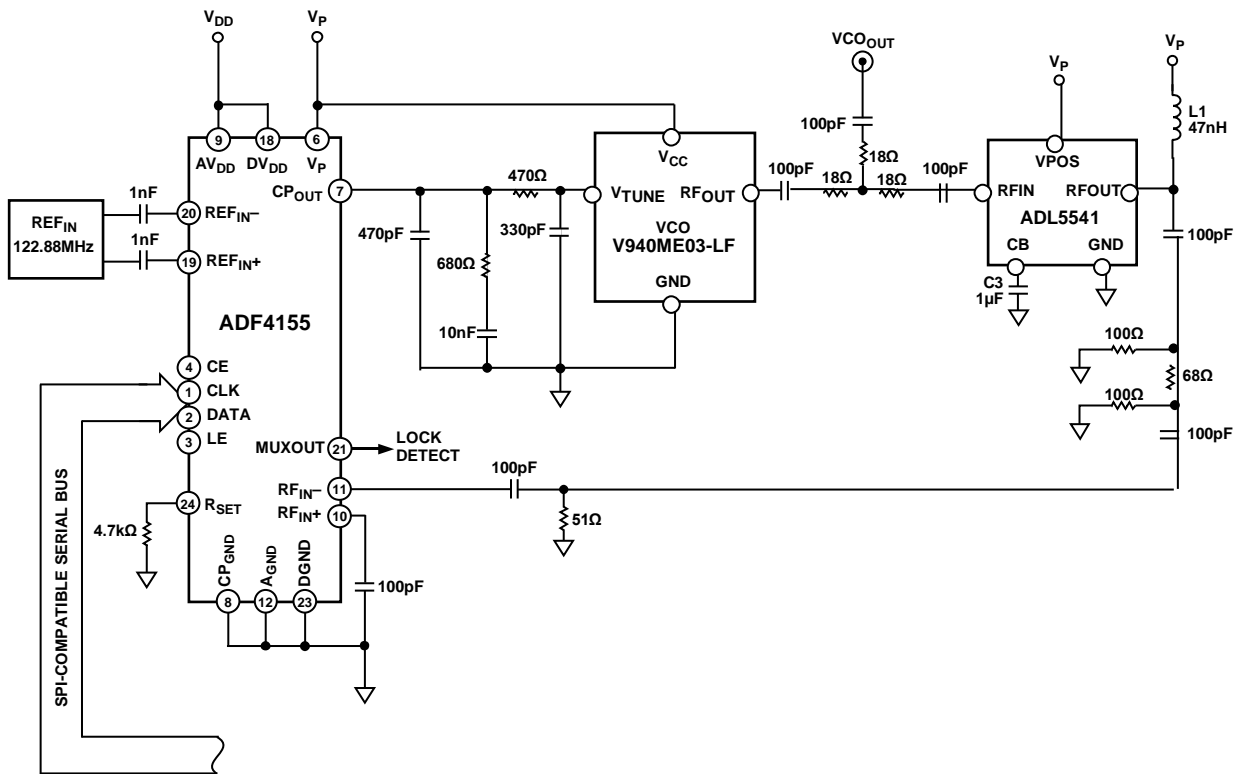 VDD
VP
VCOOUT
VP
VP
L1
47nH
100pF
9
18
6
AVDD
DVDD
VP
VCC
VPOS
CPOUT
7
470Ω
100pF
18Ω
18Ω
18Ω
100pF
1nF
VTUNE
RFOUT
RFIN
RFOUT
REFIN
122.88MHz
20
REFIN–
470pF
330pF
VCO
V940ME03-LF
ADL5541
100pF
1nF
19
REFIN+
680Ω
GND
CB
GND
C3
1µF
ADF4155
10nF
100Ω
68Ω
4
CE
1
CLK
100Ω
2
DATA
100pF
3
LE
MUXOUT
21
LOCK
DETECT
100pF
RFIN–
11
24
RSET
RFIN+
10
51Ω
4.7kΩ
CPGND
AGND
DGND
100pF
8
12
23
SPI-COMPATIBLE SERIAL BUS